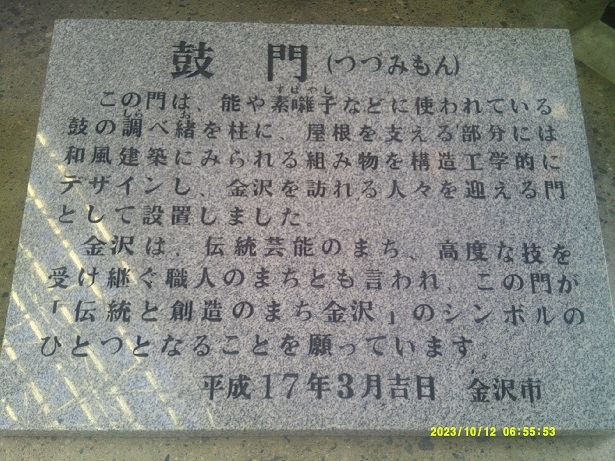 鼓門(つづみもん)
この門は、能や素囃子などに使われている
すばやし
鼓の調べ緒を柱に、屋根を支える部分には
しら お
和風建築にみられる組み物を構造工学的に
デザインし、金沢を訪れる人々を迎える門
として設置しました
金沢は、伝統芸能のまち、高度な技を
受け継ぐ職人のまちとも言われ、この門が
「伝統と創造のまち金沢」のシンボルの
ひとつとなることを願っています
平成17年3月吉日 金沢市
2023/10/12 06:55:53